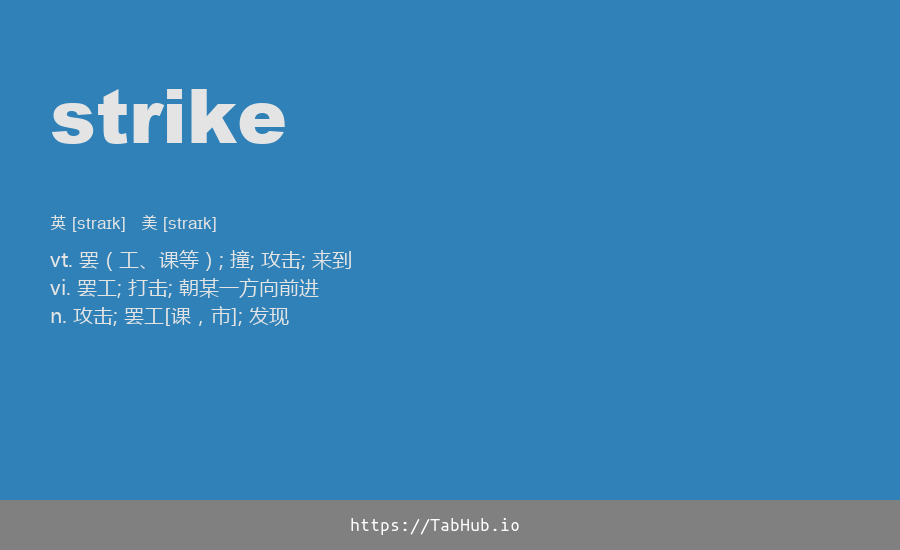 strike
英 [straɪk]   美 [straɪk]
vt. 罢（工、课等）; 撞; 攻击; 来到
vi. 罢工; 打击; 朝某一方向前进
n. 攻击; 罢工[课，市]; 发现
https://TabHub.io